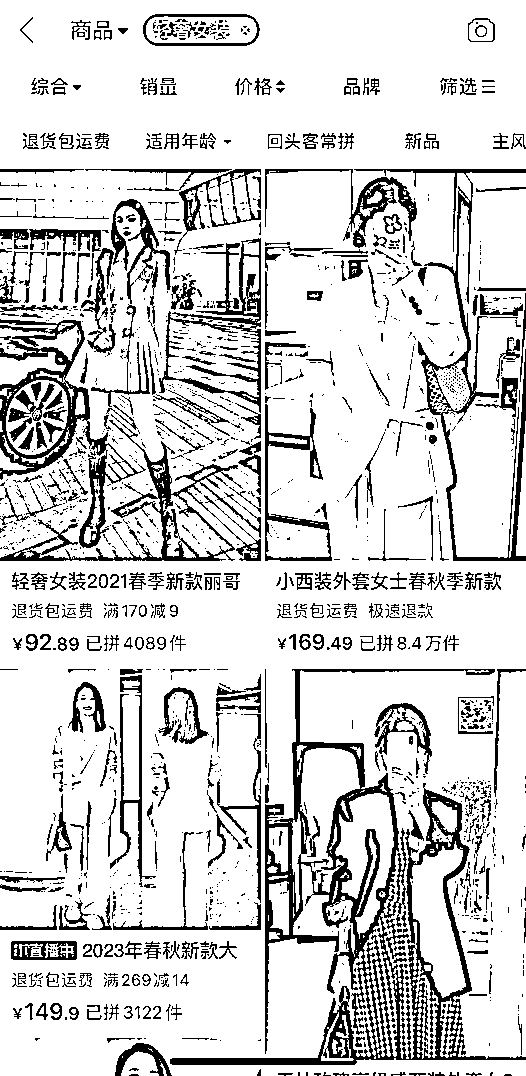 商品
轻奢女装
综合 销量 价格 品牌 筛选
退货包运费 适用年龄 回头客常拼 新品 主风
轻奢女装2021春季新款丽哥
退货包运费 满170减9
¥92.89 已拼4089件
小西装外套女士春秋季新款
退货包运费 极速退款
¥169.49 已拼8.4万件
2023年春秋新款大
退货包运费 满269减14
¥149.9 已拼3122件